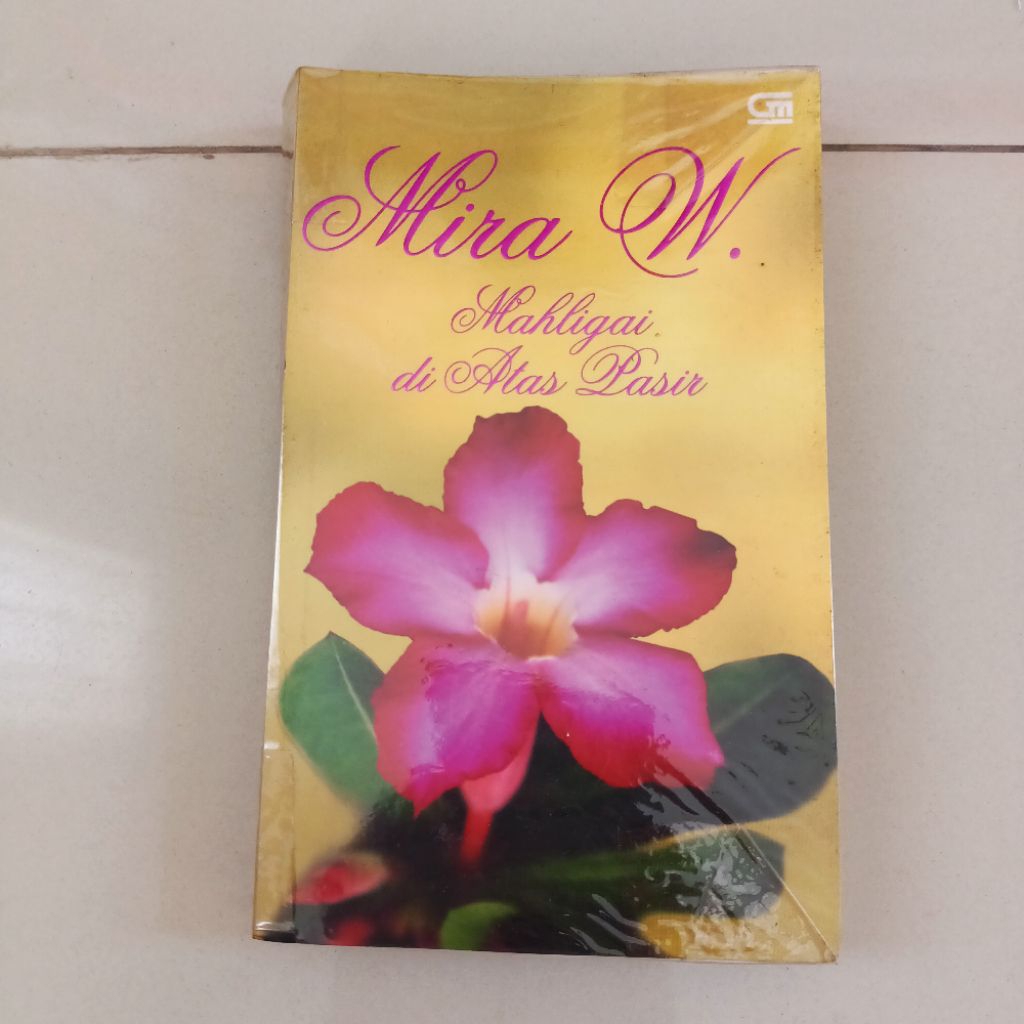 GM
Mira W.
Mahligai
di Atas Pasir